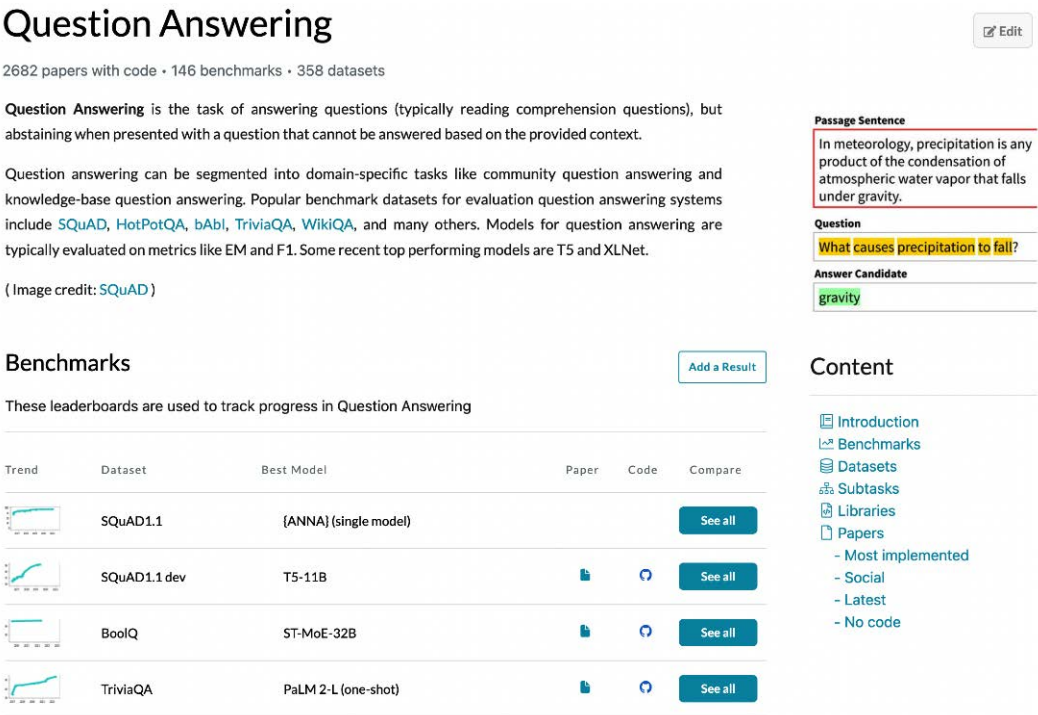 Question Answering
Edit
2682 papers with code • 146 benchmarks • 358 datasets
Question Answering is the task of answering questions (typically reading comprehension questions), but
abstaining when presented with a question that cannot be answered based on the provided context.
Question answering can be segmented into domain-specific tasks like community question answering and
knowledge-base question answering. Popular benchmark datasets for evaluation question answering systems
include SQuAD, HotPotQA, bAbI, TriviaQA, WikiQA, and many others. Models for question answering are
typically evaluated on metrics like EM and F1. Some recent top performing models are T5 and XLNet.
( Image credit: SQuAD )
Passage Sentence
In meteorology, precipitation is any
product of the condensation of
atmospheric water vapor that falls
under gravity.
Question
What causes precipitation to fall?
Answer Candidate
gravity
Benchmarks
Add a Result
These leaderboards are used to track progress in Question Answering
Trend Dataset Best Model Paper Code Compare
SQuAD1.1 {ANNA} (single model) See all
SQuAD1.1 dev T5-11B See all
BoolQ ST-MoE-32B See all
TriviaQA PaLM 2-L (one-shot) See all
Content
Introduction
Benchmarks
Datasets
Subtasks
Libraries
Papers
- Most implemented
- Social
- Latest
- No code